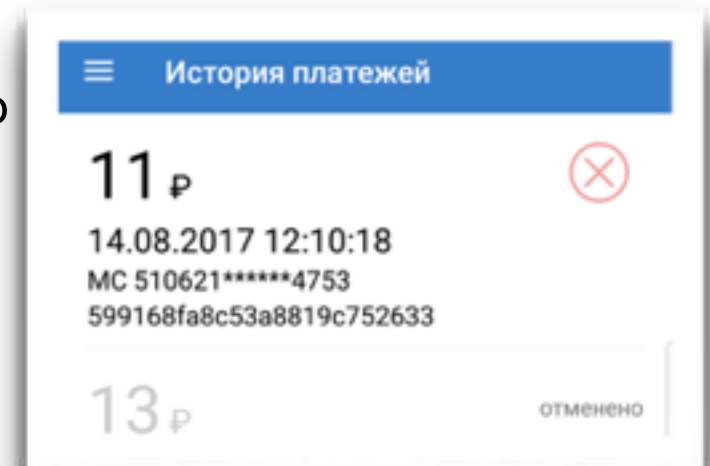 История платежей
11 ₽
14.08.2017 12:10:18
MC 510621******4753
599168fa8c53a8819c752633
13 ₽
отменено